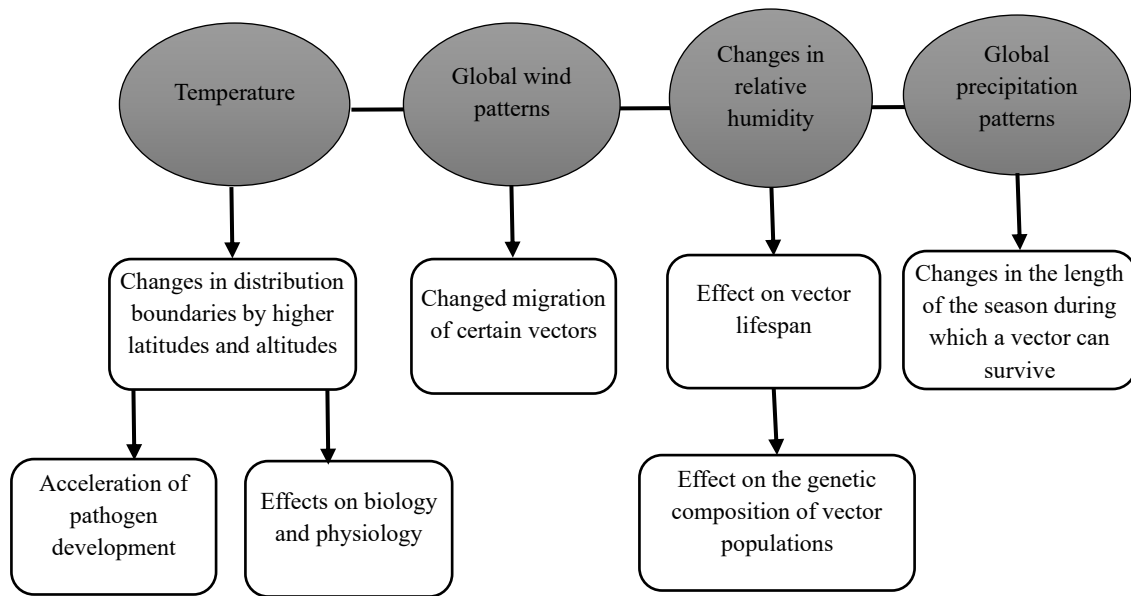 Temperature
Global wind
patterns
Changes in
relative
humidity
Global
precipitation
patterns
Changes in distribution
boundaries by higher
latitudes and altitudes
Changed migration
of certain vectors
Effect on vector
lifespan
Changes in the length
of the season during
which a vector can
survive
Acceleration of
pathogen
development
Effects on biology
and physiology
Effect on the genetic
composition of vector
populations